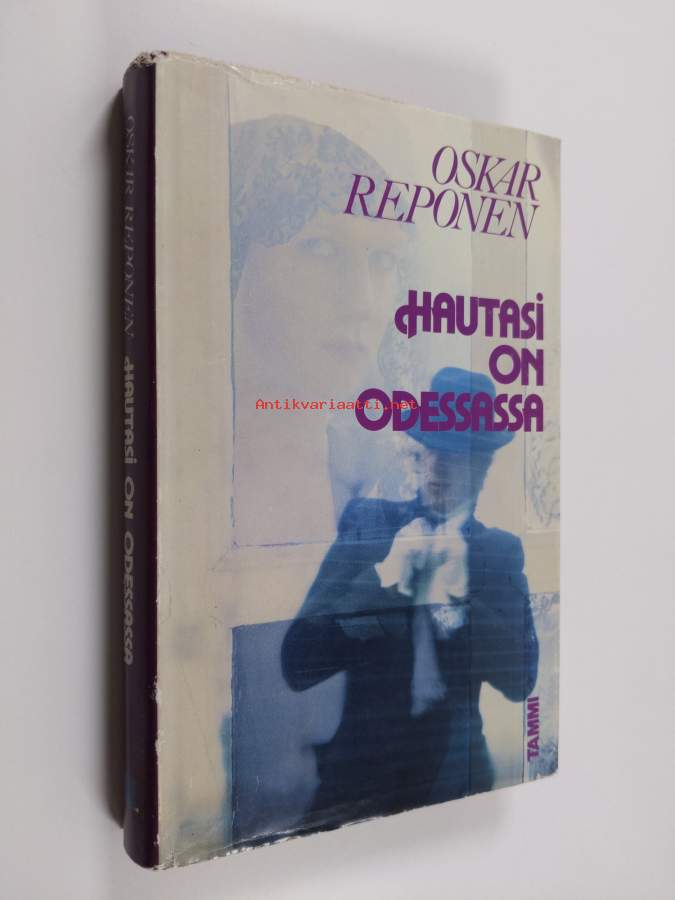 OSKAR
REPONEN
HAUTASI
ON
ODESSASSA
Antikvariaatti.net
TAMMI
OSKAR REPONEN HAUTASI ON ODESSASSA